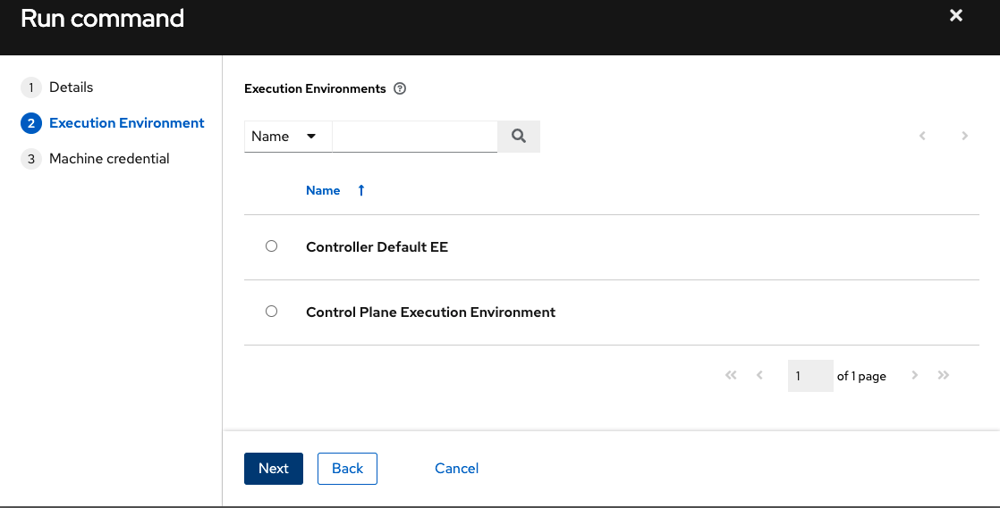 Run command
1 Details
2 Execution Environment
3 Machine credential
Execution Environments
Name
Name
Controller Default EE
Control Plane Execution Environment
1 of 1 page
Next Back Cancel